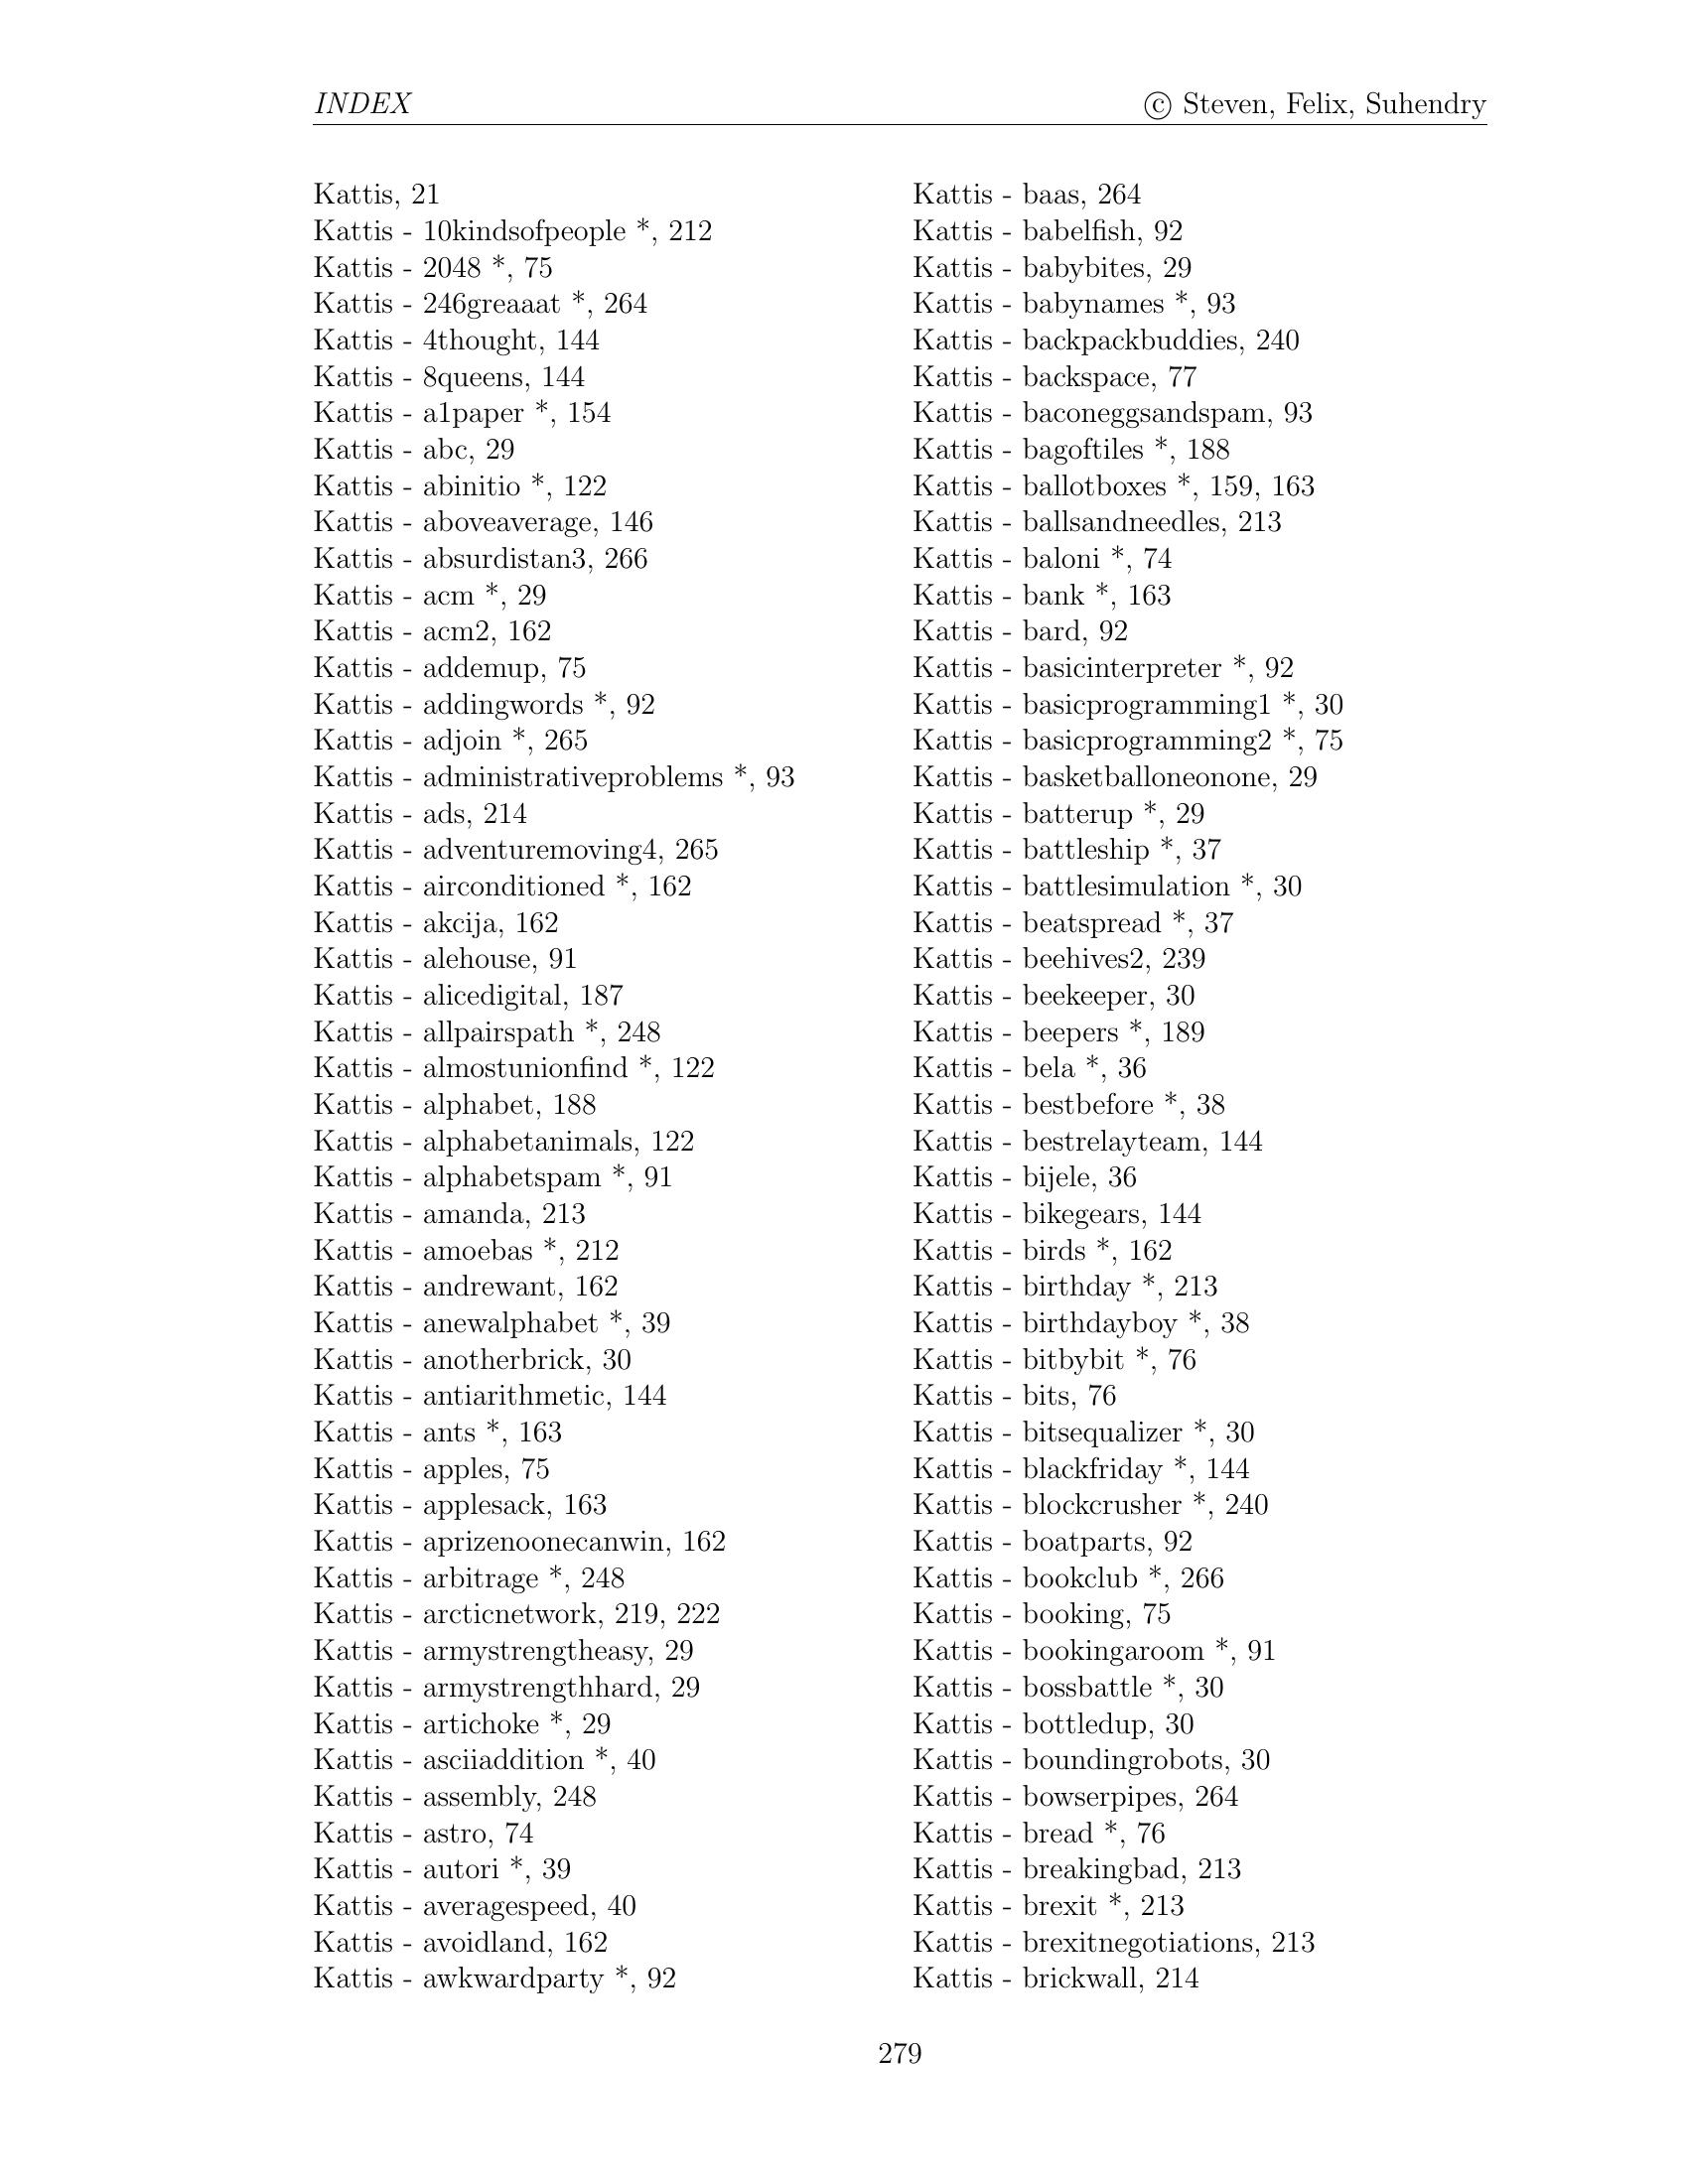 INDEX
© Steven, Felix, Suhendry
Kattis, 21
Kattis - 10kindsofpeople *, 212
Kattis - 2048 *, 75
Kattis - 246greaaat *, 264
Kattis - 4thought, 144
Kattis - 8queens, 144
Kattis - a1paper *, 154
Kattis - abc, 29
Kattis - abinitio *, 122
Kattis - aboveaverage, 146
Kattis - absurdistan3, 266
Kattis - acm *, 29
Kattis - acm2, 162
Kattis - addemup, 75
Kattis - addingwords *, 92
Kattis - adjoin *, 265
Kattis - administrativeproblems *, 93
Kattis - ads, 214
Kattis - adventuremoving4, 265
Kattis - airconditioned *, 162
Kattis - akcija, 162
Kattis - alehouse, 91
Kattis - alicedigital, 187
Kattis - allpairspath *, 248
Kattis - almostunionfind *, 122
Kattis - alphabet, 188
Kattis - alphabetanimals, 122
Kattis - alphabetspam *, 91
Kattis - amanda, 213
Kattis - amoebas *, 212
Kattis - andrewant, 162
Kattis - anewalphabet *, 39
Kattis - anotherbrick, 30
Kattis - antiarithmetic, 144
Kattis - ants *, 163
Kattis - apples, 75
Kattis - applesack, 163
Kattis - aprizenoonecanwin, 162
Kattis - arbitrage *, 248
Kattis - arcticnetwork, 219, 222
Kattis - armystrengtheasy, 29
Kattis - armystrengthhard, 29
Kattis - artichoke *, 29
Kattis - asciiaddition *, 40
Kattis - assembly, 248
Kattis - astro, 74
Kattis - autori *, 39
Kattis - averagespeed, 40
Kattis - avoidland, 162
Kattis - awkwardparty *, 92
Kattis - baas, 264
Kattis - babelfish, 92
Kattis - babybites, 29
Kattis - babynames *, 93
Kattis - backpackbuddies, 240
Kattis - backspace, 77
Kattis - baconeggsandspam, 93
Kattis - bagoftiles *, 188
Kattis - ballotboxes *, 159, 163
Kattis - ballsandneedles, 213
Kattis - baloni *, 74
Kattis - bank *, 163
Kattis - bard, 92
Kattis - basicinterpreter *, 92
Kattis - basicprogramming1 *, 30
Kattis - basicprogramming2 *, 75
Kattis - basketballoneonone, 29
Kattis - batterup *, 29
Kattis - battleship *, 37
Kattis - battlesimulation *, 30
Kattis - beatspread *, 37
Kattis - beehives2, 239
Kattis - beekeeper, 30
Kattis - beepers *, 189
Kattis - bela *, 36
Kattis - bestbefore *, 38
Kattis - bestrelayteam, 144
Kattis - bijele, 36
Kattis - bikegears, 144
Kattis - birds *, 162
Kattis - birthday *, 213
Kattis - birthdayboy *, 38
Kattis - bitbybit *, 76
Kattis - bits, 76
Kattis - bitsequalizer *, 30
Kattis - blackfriday *, 144
Kattis - blockcrusher *, 240
Kattis - boatparts, 92
Kattis - bookclub *, 266
Kattis - booking, 75
Kattis - bookingaroom *, 91
Kattis - bossbattle *, 30
Kattis - bottledup, 30
Kattis - boundingrobots, 30
Kattis - bowserpipes, 264
Kattis - bread *, 76
Kattis - breakingbad, 213
Kattis - brexit *, 213
Kattis - brexitnegotiations, 213
Kattis - brickwall, 214
279